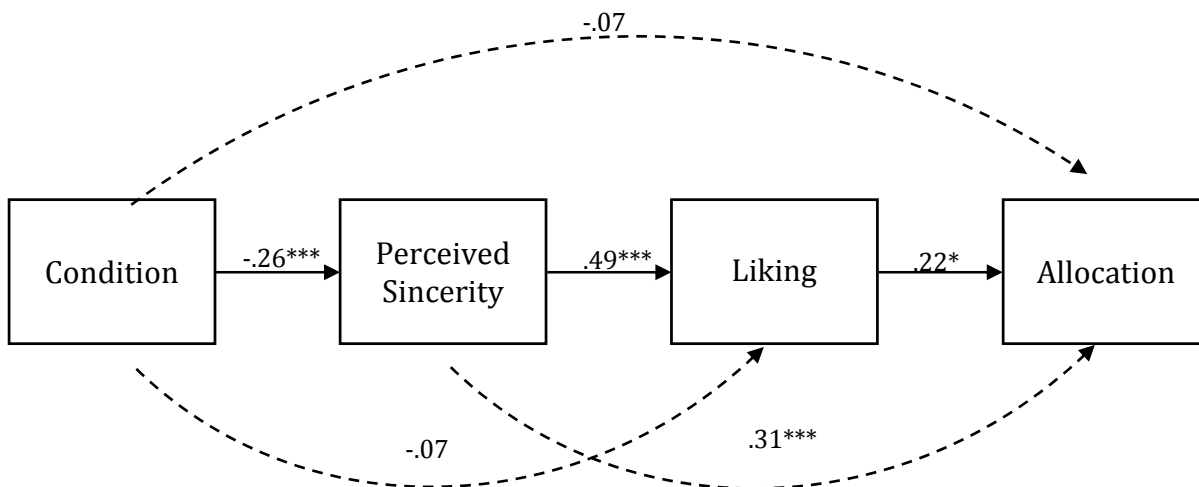 -.07
Condition
-.26***
Perceived
Sincerity
.49***
Liking
.22*
Allocation
-.07
.31***